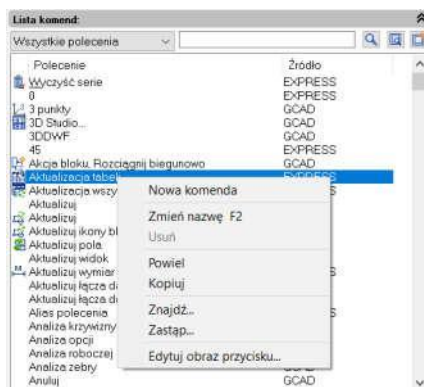 Lista komend:
Wszystkie polecenia
Polecenie Źródło
Wyczyść serie EXPRESS
0 EXPRESS
3 punkty GCAD
3D Studio... GCAD
3DDWF GCAD
45 EXPRESS
Akcja bloku, Rozciągnij biegunowo GCAD
Aktualizacja tabeli EXPRESS
Aktualizacja wszy
Aktualizuj
Aktualizuj
Aktualizuj ikony bl
Aktualizuj pola
Aktualizuj widok
Aktualizuj wymiar
Aktualizuj łącza d
Aktualizuj łącza d
Alias polecenia
Analiza krzywizny
Analiza opcji
Analiza roboczej
Analiza zebry
Anuluj GCAD
Nowa komenda
Zmień nazwę F2
Usuń
Powiel
Kopiuj
Znajdź...
Zastąp...
Edytuj obraz przycisku...